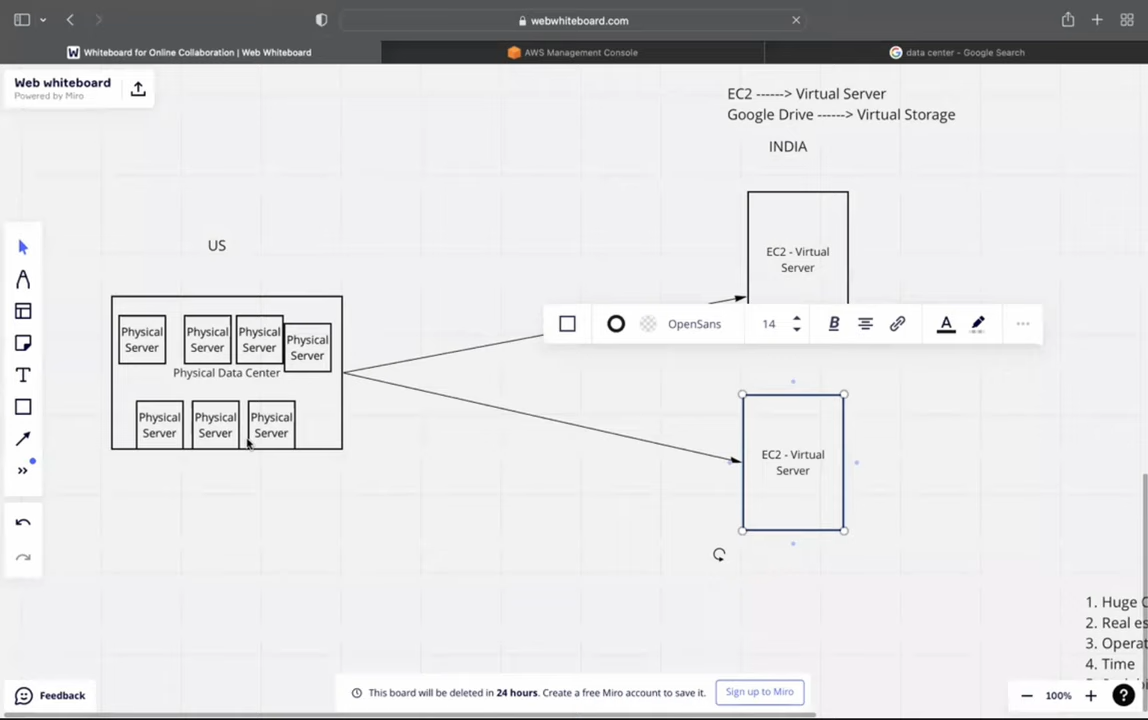 webwhiteboard.com
Whiteboard for Online Collaboration | Web Whiteboard
AWS Management Console
data center - Google Search
Web whiteboard
Powered by Miro
EC2 ------> Virtual Server
Google Drive ------> Virtual Storage
INDIA
US
EC2 - Virtual
Server
OpenSans
14
B
A
Physical
Server
Physical
Server
Physical
Server
Physical
Server
Physical Data Center
Physical
Server
Physical
Server
Physical
Server
EC2 - Virtual
Server
T
1. Huge
2. Real
3.
4. Time
Feedback
This board will be deleted in 24 hours. Create a free Miro account to save it.
Sign up to Miro
100%
?